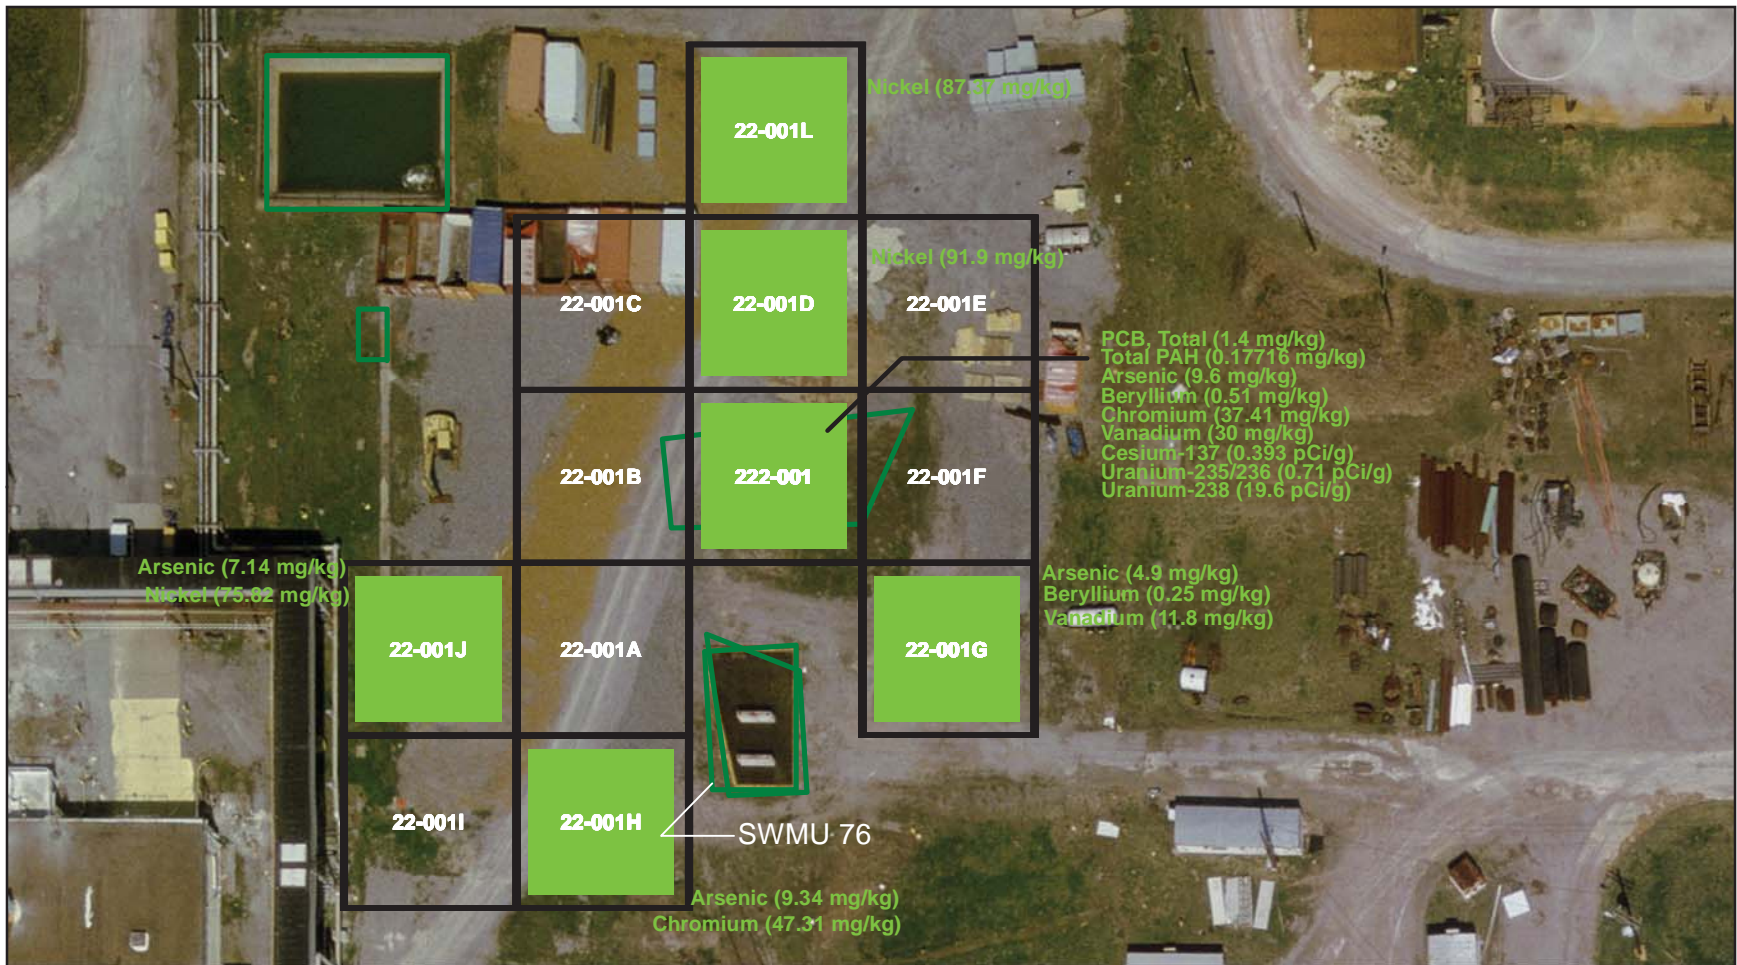 Nickel (87.37 mg/kg)
22-001L
Nickel (91.9 mg/kg)
22-001C
22-001D
22-001E
PCB, Total (1.4 mg/kg)
Total PAH (0.17716 mg/kg)
Arsenic (9.6 mg/kg)
Beryllium (0.51 mg/kg)
Chromium (37.41 mg/kg)
Vanadium (30 mg/kg)
Cesium-137 (0.393 pCi/g)
Uranium-235/236 (0.71 pCi/g)
Uranium-238 (19.6 pCi/g)
22-001B
222-001
22-001F
Arsenic (7.14 mg/kg)
Nickel (75.82 mg/kg)
Arsenic (4.9 mg/kg)
Beryllium (0.25 mg/kg)
Vanadium (11.8 mg/kg)
22-001J
22-001A
22-001G
22-001I
22-001H
SWMU 76
Arsenic (9.34 mg/kg)
Chromium (47.31 mg/kg)